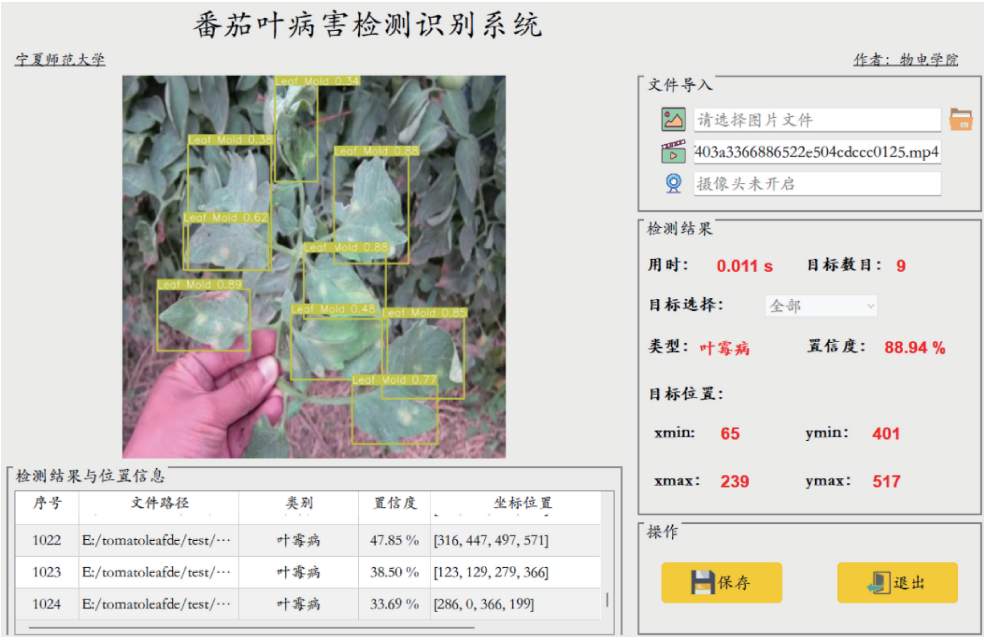 番茄叶病害检测识别系统
宁夏师范大学
作者：物电学院
Leaf Mold 0.34
Leaf Mold 0.38
Leaf Mold 0.88
Leaf Mold 0.62
Leaf Mold 0.88
Leaf Mold 0.89
Leaf Mold 0.48
Leaf Mold 0.85
Leaf Mold 0.77
文件导入
请选择图片文件
403a3366886522e504cdccc0125.mp4
摄像头未开启
检测结果
用时： 0.011 s 目标数目： 9
目标选择： 全部
类型： 叶霉病 置信度： 88.94 %
目标位置：
xmin: 65 ymin: 401
xmax: 239 ymax: 517
检测结果与位置信息
序号 文件路径 类别 置信度 坐标位置
1022 E:/tomatoleafde/test/… 叶霉病 47.85 % [316, 447, 497, 571]
1023 E:/tomatoleafde/test/… 叶霉病 38.50 % [123, 129, 279, 366]
1024 E:/tomatoleafde/test/… 叶霉病 33.69 % [286, 0, 366, 199]
操作
保存
退出